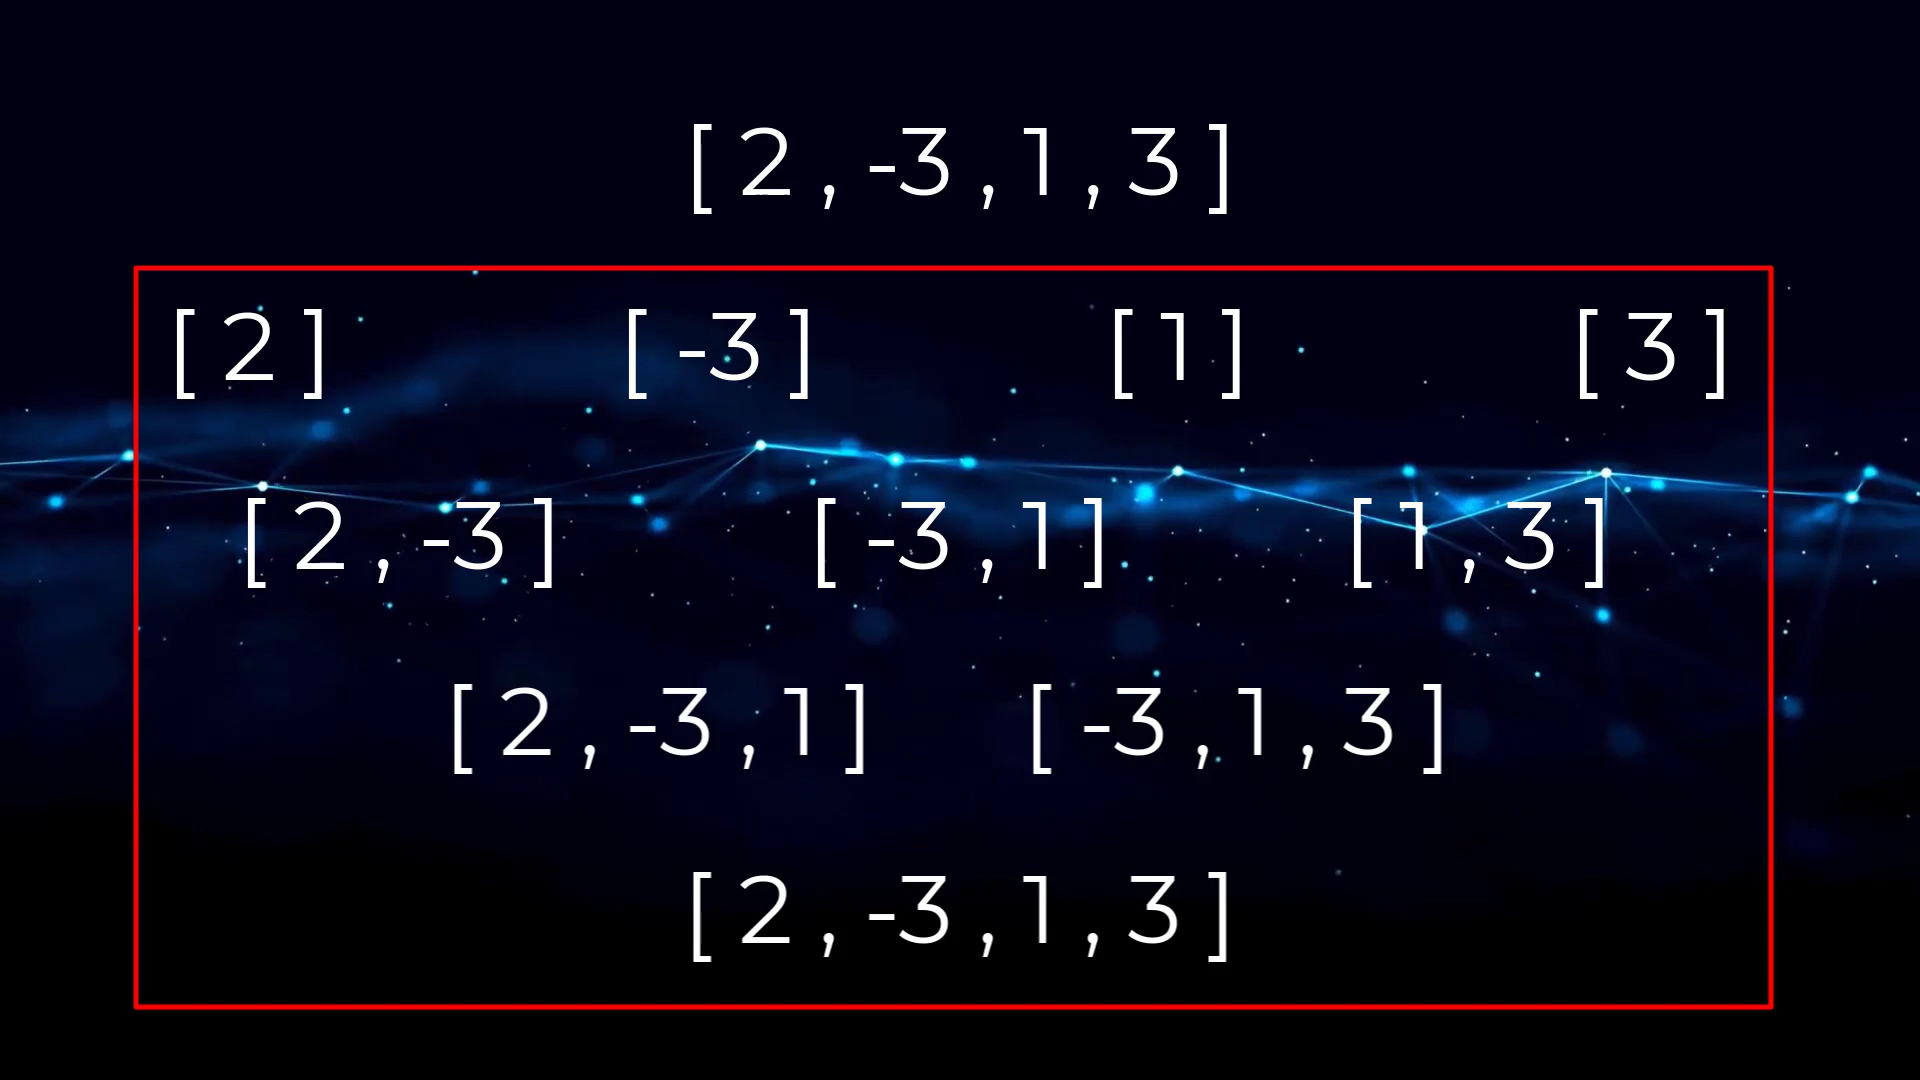 [ 2 , -3 , 1 , 3 ]
[ 2 ] [ -3 ] [ 1 ] [ 3 ]
[ 2 , -3 ] [ -3 , 1 ] [ 1 , 3 ]
[ 2 , -3 , 1 ] [ -3 , 1 , 3 ]
[ 2 , -3 , 1 , 3 ]